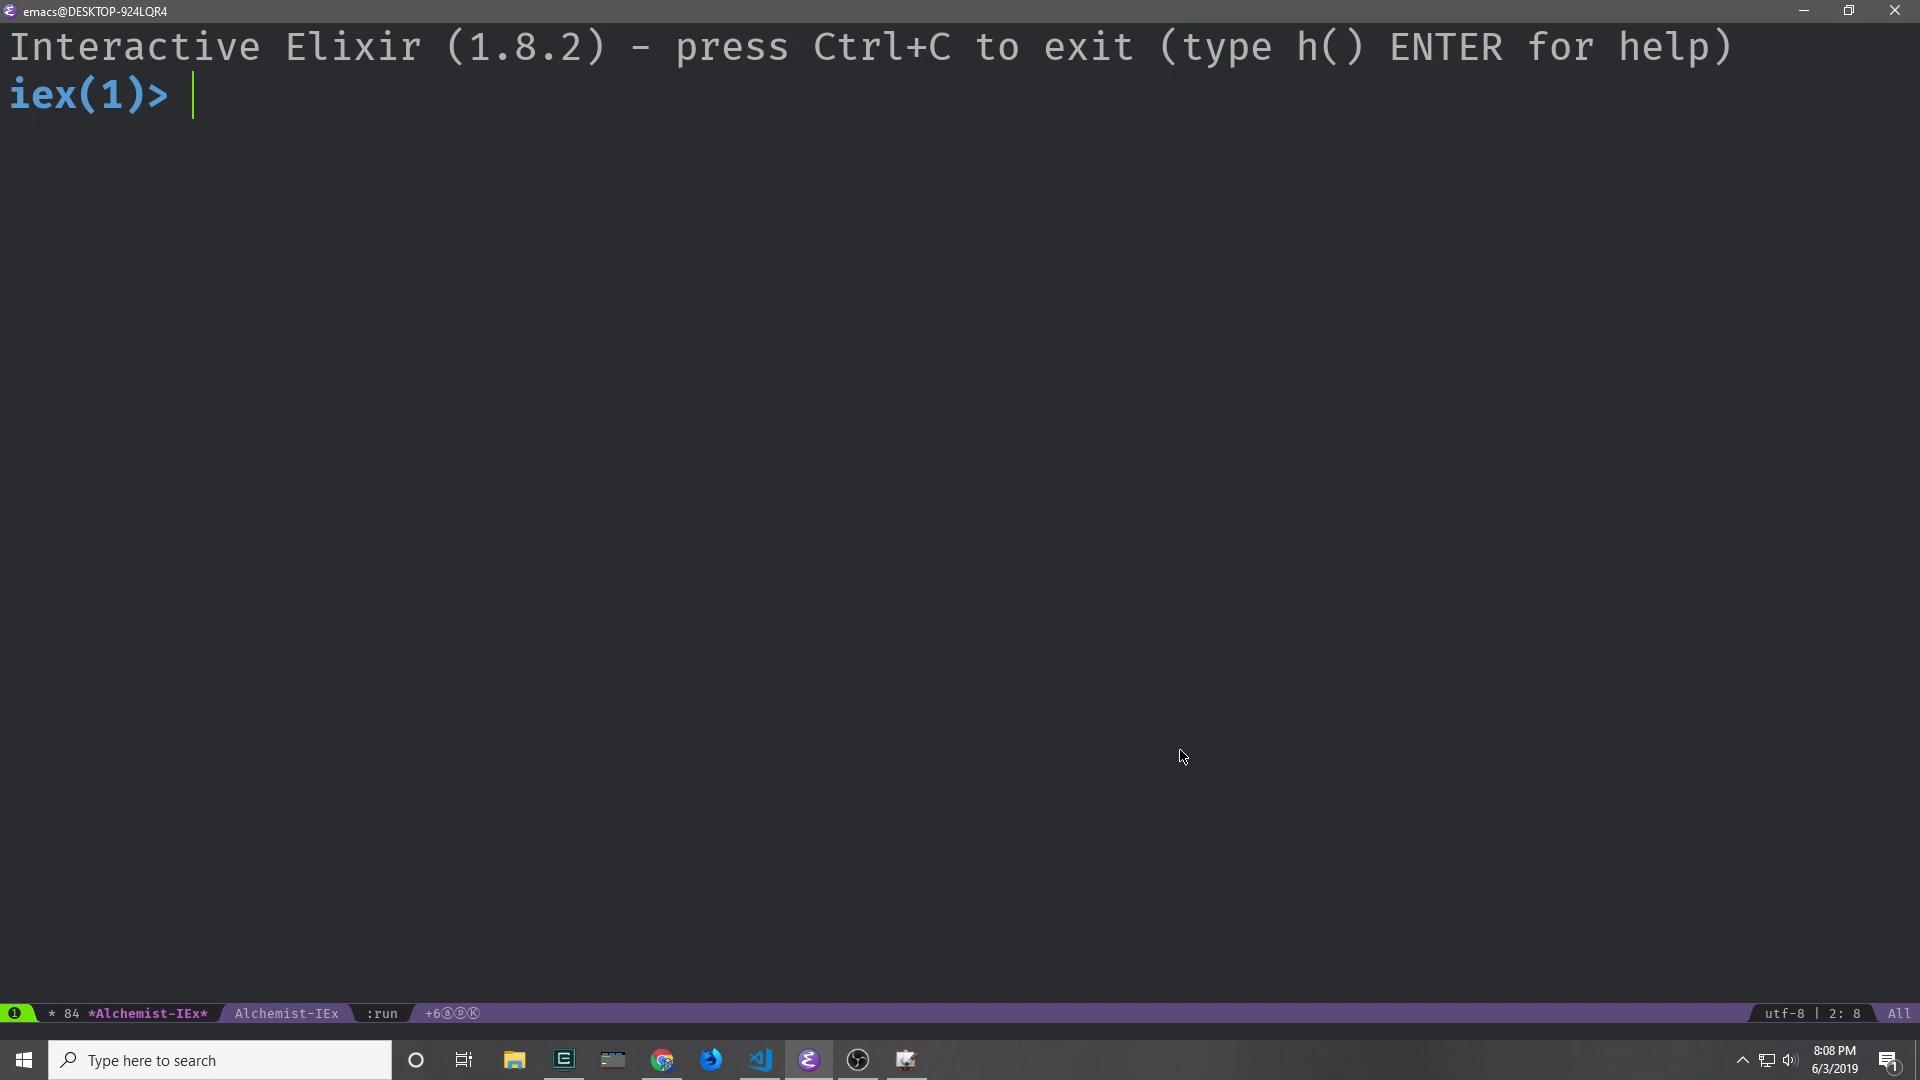 emacs@DESKTOP-924LQR4
Interactive Elixir (1.8.2) - press Ctrl+C to exit (type h() ENTER for help)
iex(1)>
❶ * 84 *Alchemist-IEx* Alchemist-IEx :run +6ⓐⓟⓀ utf-8 | 2: 8 All
Type here to search
8:08 PM
6/3/2019
1